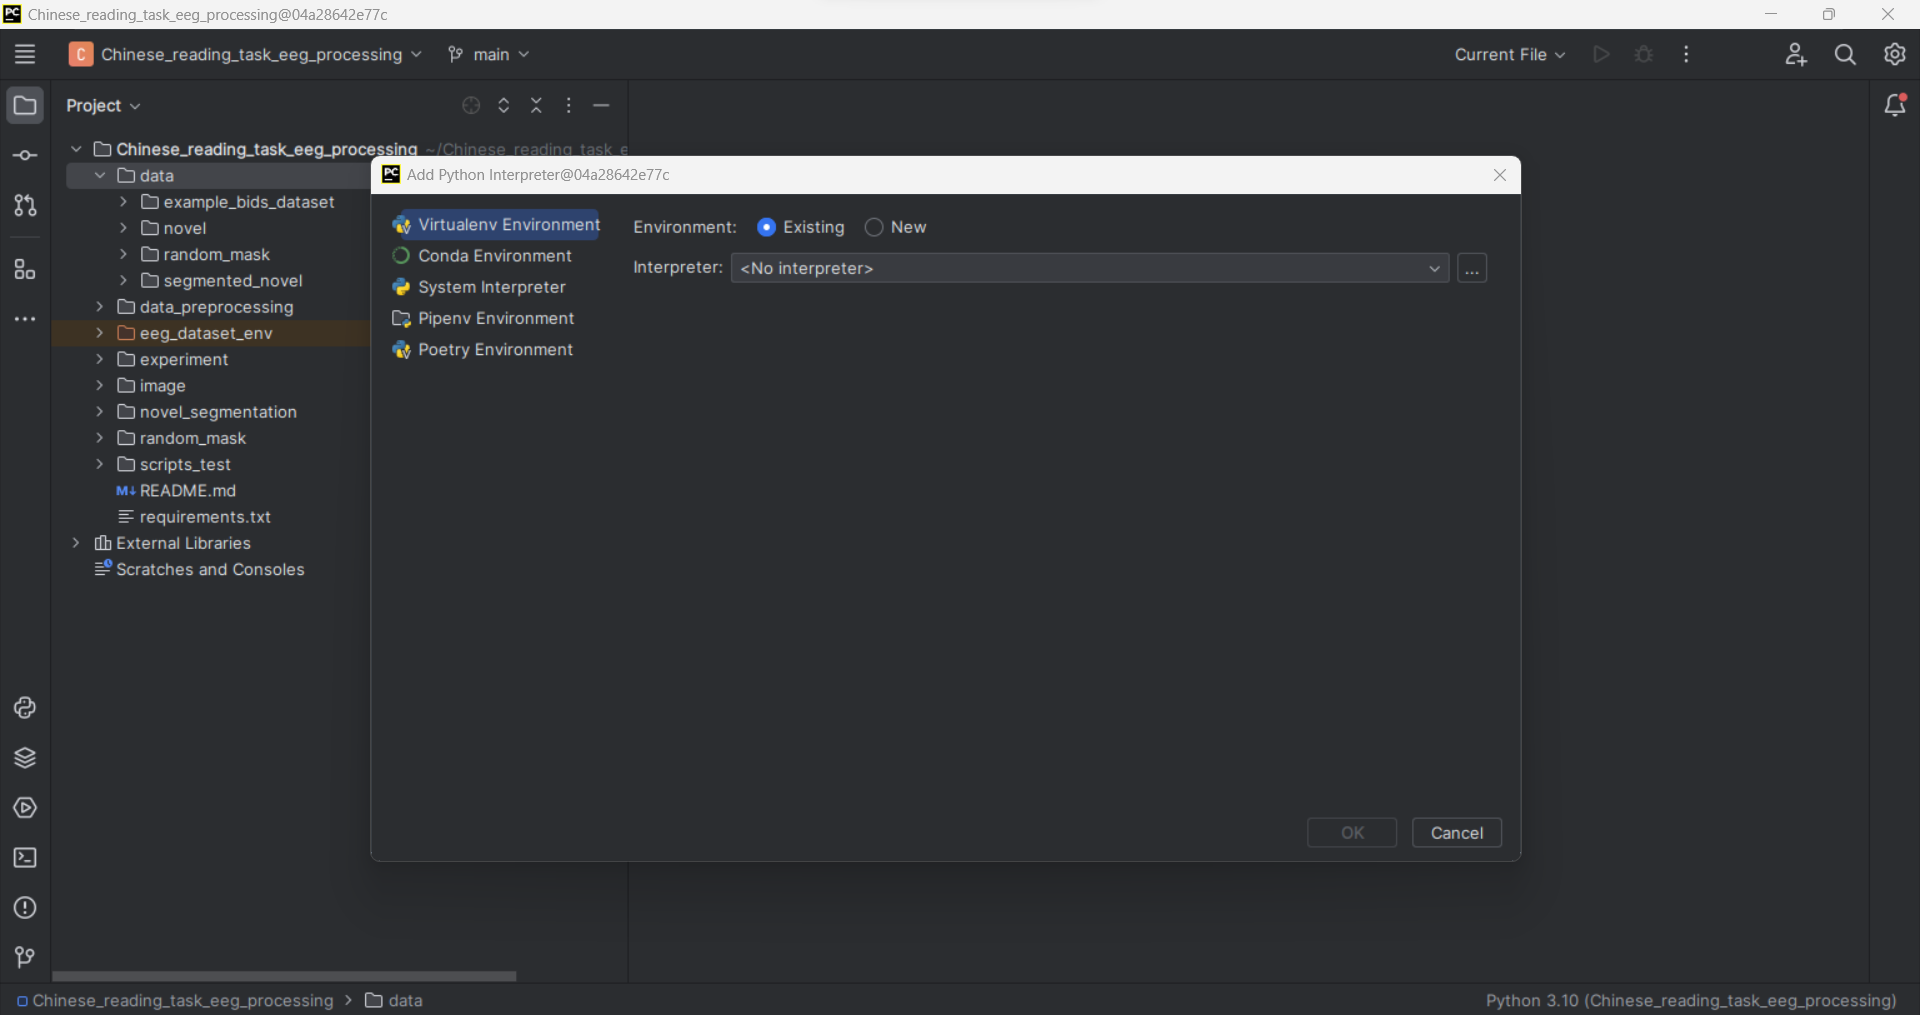 PC Chinese_reading_task_eeg_processing@04a28642e77c
C Chinese_reading_task_eeg_processing main Current File
Project
Chinese_reading_task_eeg_processing ~/Chinese_reading_task_e
data
example_bids_dataset
novel
random_mask
segmented_novel
data_preprocessing
eeg_dataset_env
experiment
image
novel_segmentation
random_mask
scripts_test
M↓ README.md
requirements.txt
External Libraries
Scratches and Consoles
PC Add Python Interpreter@04a28642e77c
Virtualenv Environment
Conda Environment
System Interpreter
Pipenv Environment
Poetry Environment
Environment: Existing New
Interpreter: <No interpreter> ...
OK Cancel
Chinese_reading_task_eeg_processing > data
Python 3.10 (Chinese_reading_task_eeg_processing)